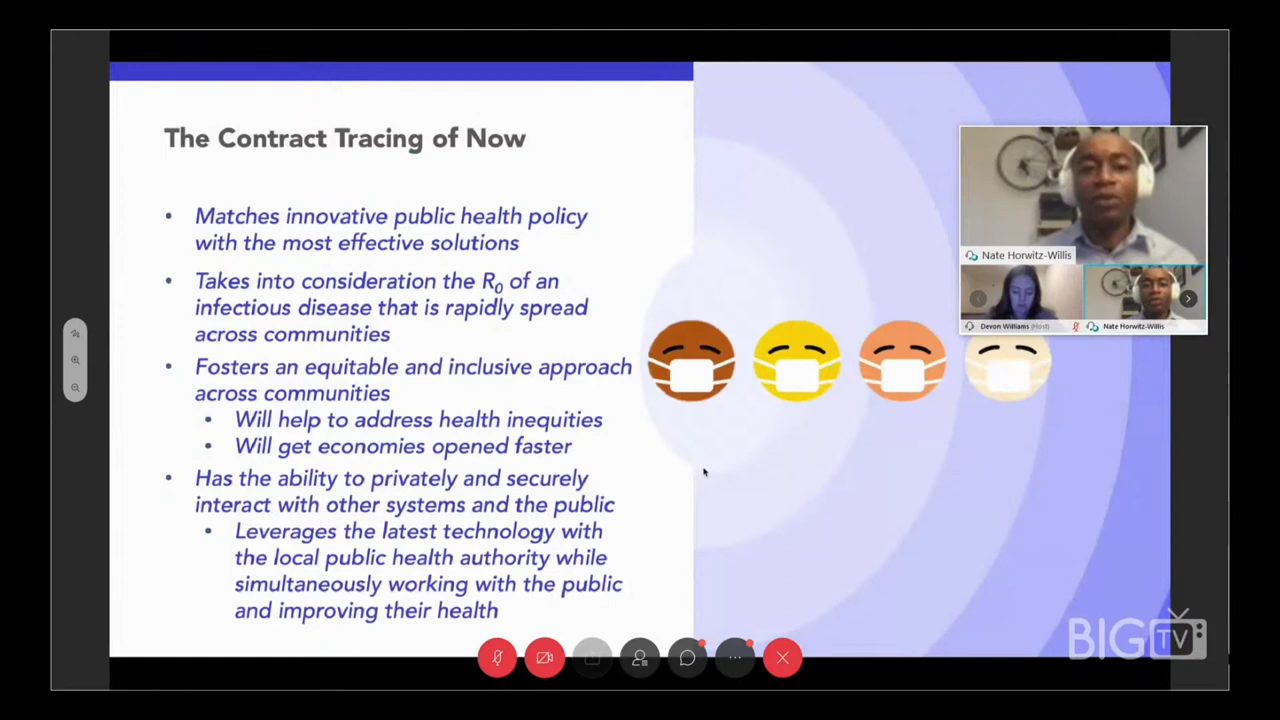 The Contract Tracing of Now
• Matches innovative public health policy
with the most effective solutions
• Takes into consideration the R0 of an
infectious disease that is rapidly spread
across communities
• Fosters an equitable and inclusive approach
across communities
• Will help to address health inequities
• Will get economies opened faster
• Has the ability to privately and securely
interact with other systems and the public
• Leverages the latest technology with
the local public health authority while
simultaneously working with the public
and improving their health
Nate Horwitz-Willis
Devon Williams (Host)
Nate Horwitz-Willis
BIG TV